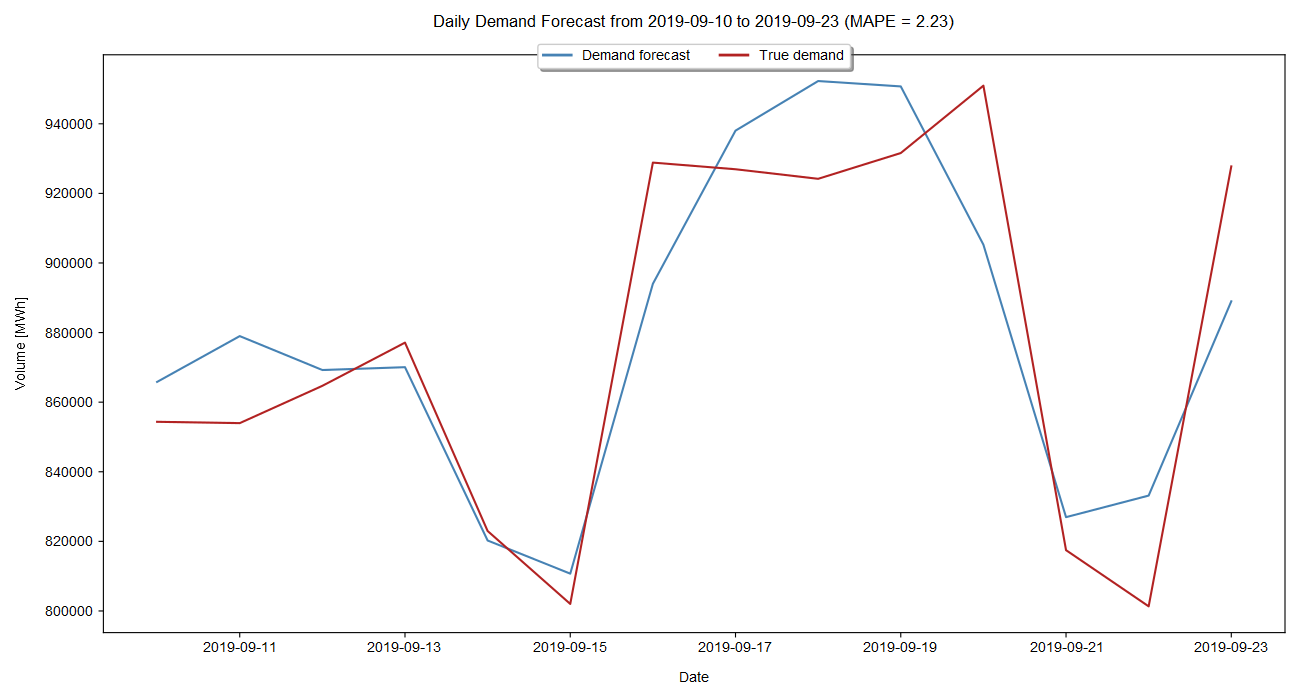 Daily Demand Forecast from 2019-09-10 to 2019-09-23 (MAPE = 2.23)
Demand forecast True demand
940000
920000
900000
880000
860000
840000
820000
800000
Volume [MWh]
2019-09-11 2019-09-13 2019-09-15 2019-09-17 2019-09-19 2019-09-21 2019-09-23
Date